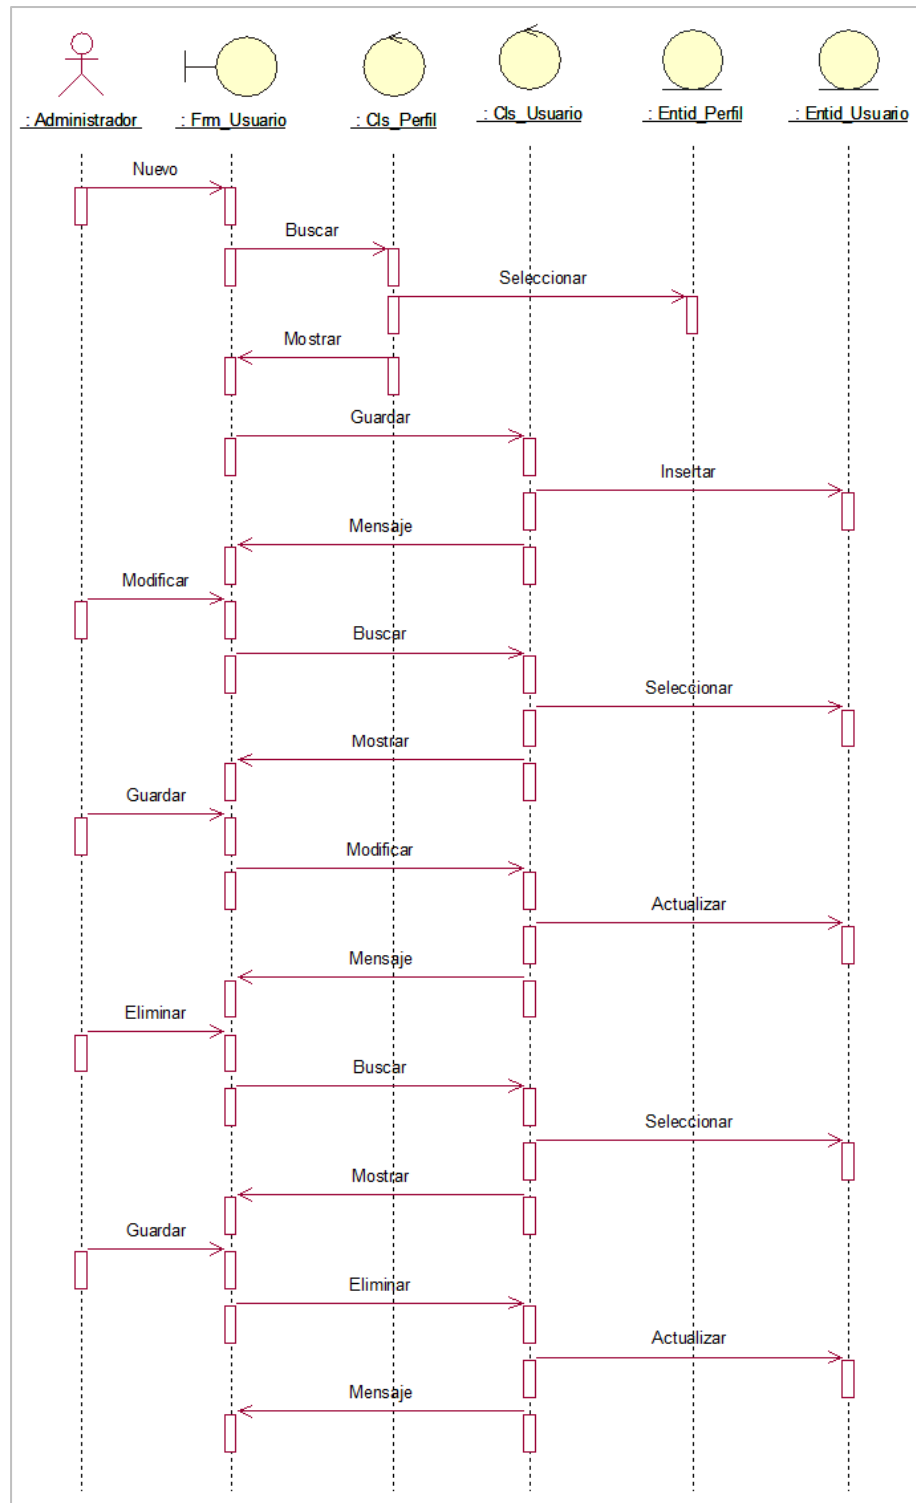 : Administrador
: Frm_Usuario
: Cls_Perfil
: Cls_Usuario
: Entid_Perfil
: Entid_Usuario
Nuevo
Buscar
Seleccionar
Mostrar
Guardar
Insertar
Mensaje
Modificar
Buscar
Seleccionar
Mostrar
Guardar
Modificar
Actualizar
Mensaje
Eliminar
Buscar
Seleccionar
Mostrar
Guardar
Eliminar
Actualizar
Mensaje